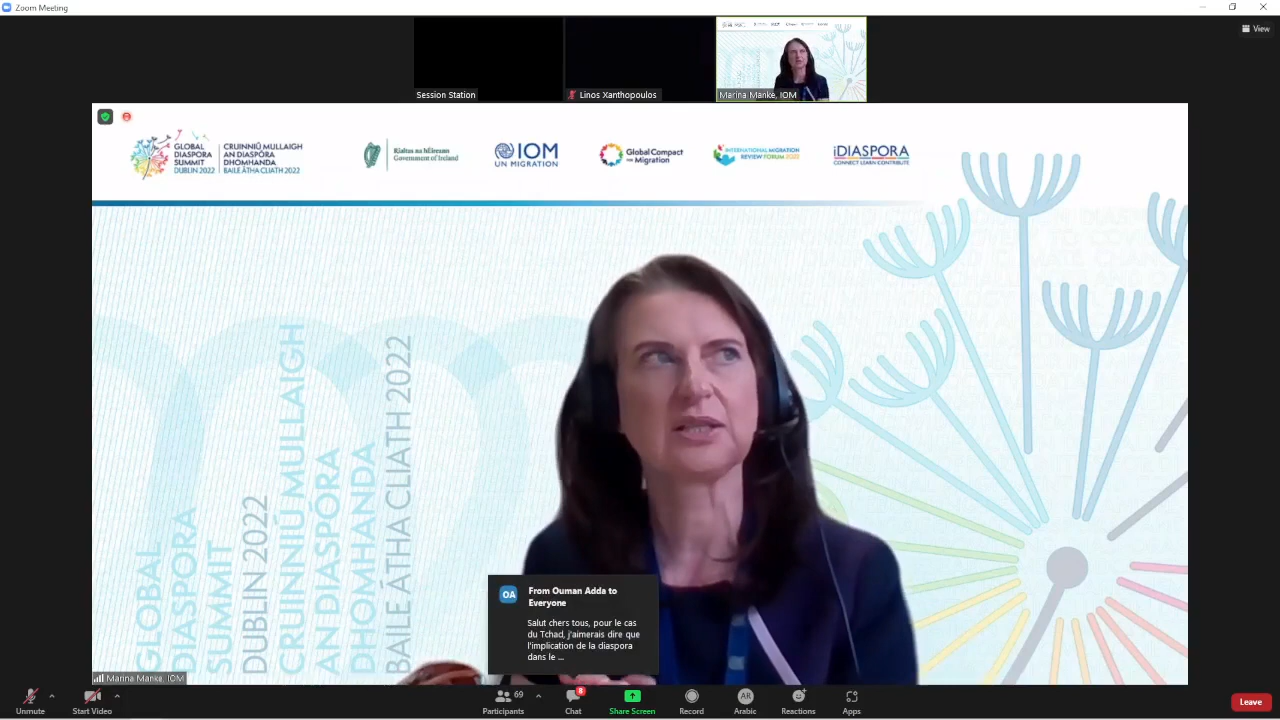 Zoom Meeting
View
Session Station
Linos Xanthopoulos
Marina Manke, IOM
GLOBAL
DIASPORA
SUMMIT
DUBLIN 2022
CRUINNIÚ MULLAIGH
AN DIASPÓRA
DHOMHANDA
BAILE ÁTHA CLIATH 2022
Rialtas na hÉireann
Government of Ireland
IOM
UN MIGRATION
Global Compact
for Migration
INTERNATIONAL MIGRATION
REVIEW FORUM 2022
iDIASPORA
CONNECT LEARN CONTRIBUTE
GLOBAL
DIASPORA
SUMMIT
DUBLIN 2022
CRUINNIÚ MULLAIGH
AN DIASPÓRA
DHOMHANDA
BAILE ÁTHA CLIATH 2022
OA
From Ouman Adda to
Everyone
Salut chers tous, pour le cas
du Tchad, j'aimerais dire que
l'implication de la diaspora
dans le ...
Marina Manke, IOM
Unmute
Start Video
Participants
69
Chat
8
Share Screen
Record
AR
Arabic
Reactions
Apps
Leave